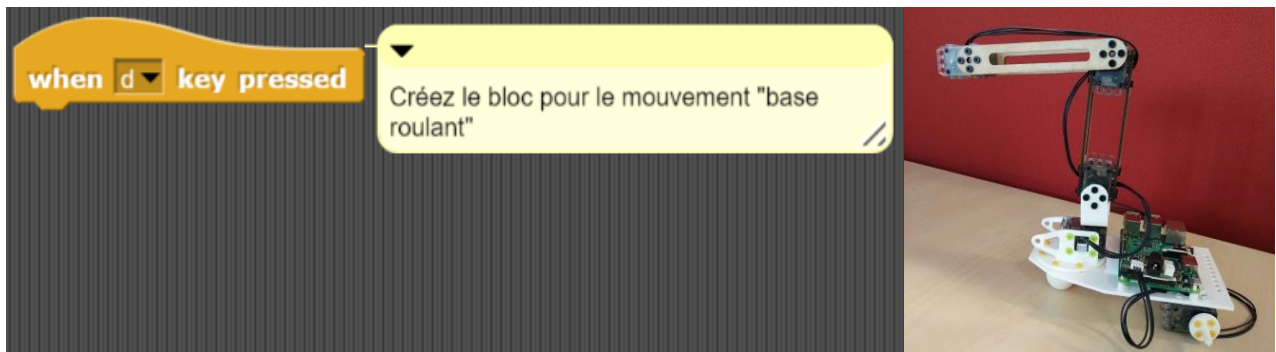 when d key pressed
Créez le bloc pour le mouvement "base
roulant"